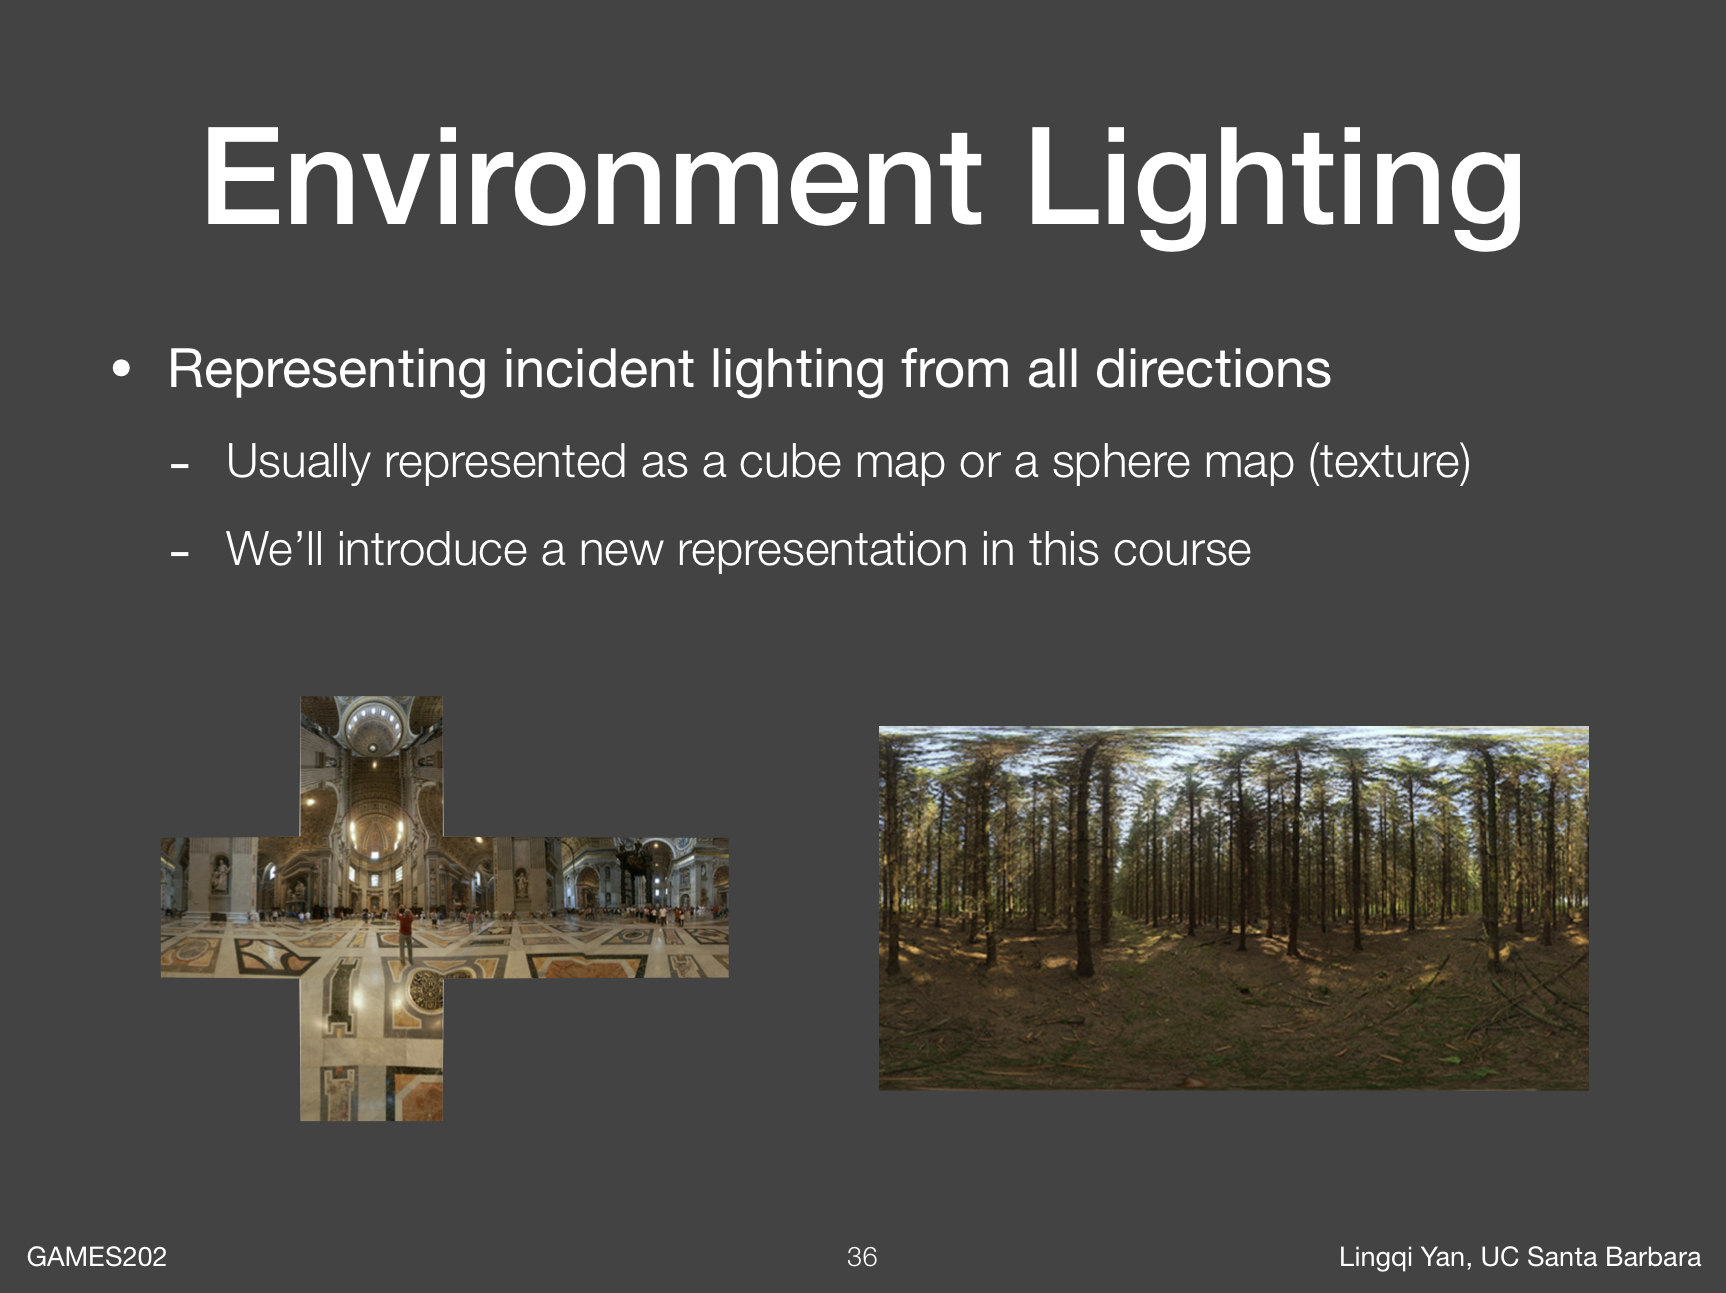 Environment Lighting
• Representing incident lighting from all directions
- Usually represented as a cube map or a sphere map (texture)
- We’ll introduce a new representation in this course
GAMES202
36
Lingqi Yan, UC Santa Barbara